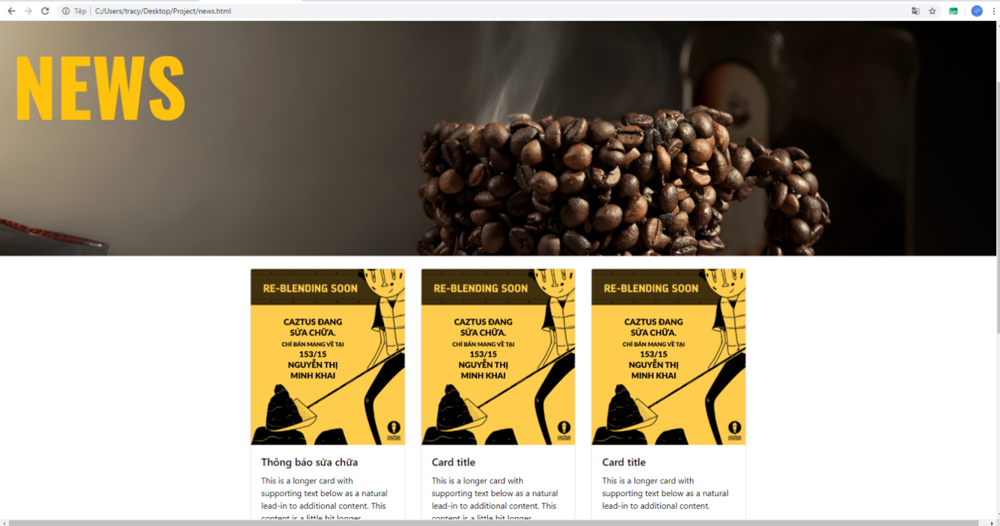 Tệp
C:/Users/tracy/Desktop/Project/news.html
NEWS
RE-BLENDING SOON
CAZTUS ĐANG
SỬA CHỮA.
CHỈ BÁN MANG VỀ TẠI
153/15
NGUYỄN THỊ
MINH KHAI
Thông báo sửa chữa
This is a longer card with
supporting text below as a natural
lead-in to additional content. This
content is a little bit longer.
RE-BLENDING SOON
CAZTUS ĐANG
SỬA CHỮA.
CHỈ BÁN MANG VỀ TẠI
153/15
NGUYỄN THỊ
MINH KHAI
Card title
This is a longer card with
supporting text below as a natural
lead-in to additional content. This
content is a little bit longer.
RE-BLENDING SOON
CAZTUS ĐANG
SỬA CHỮA.
CHỈ BÁN MANG VỀ TẠI
153/15
NGUYỄN THỊ
MINH KHAI
Card title
This is a longer card with
supporting text below as a natural
lead-in to additional content.